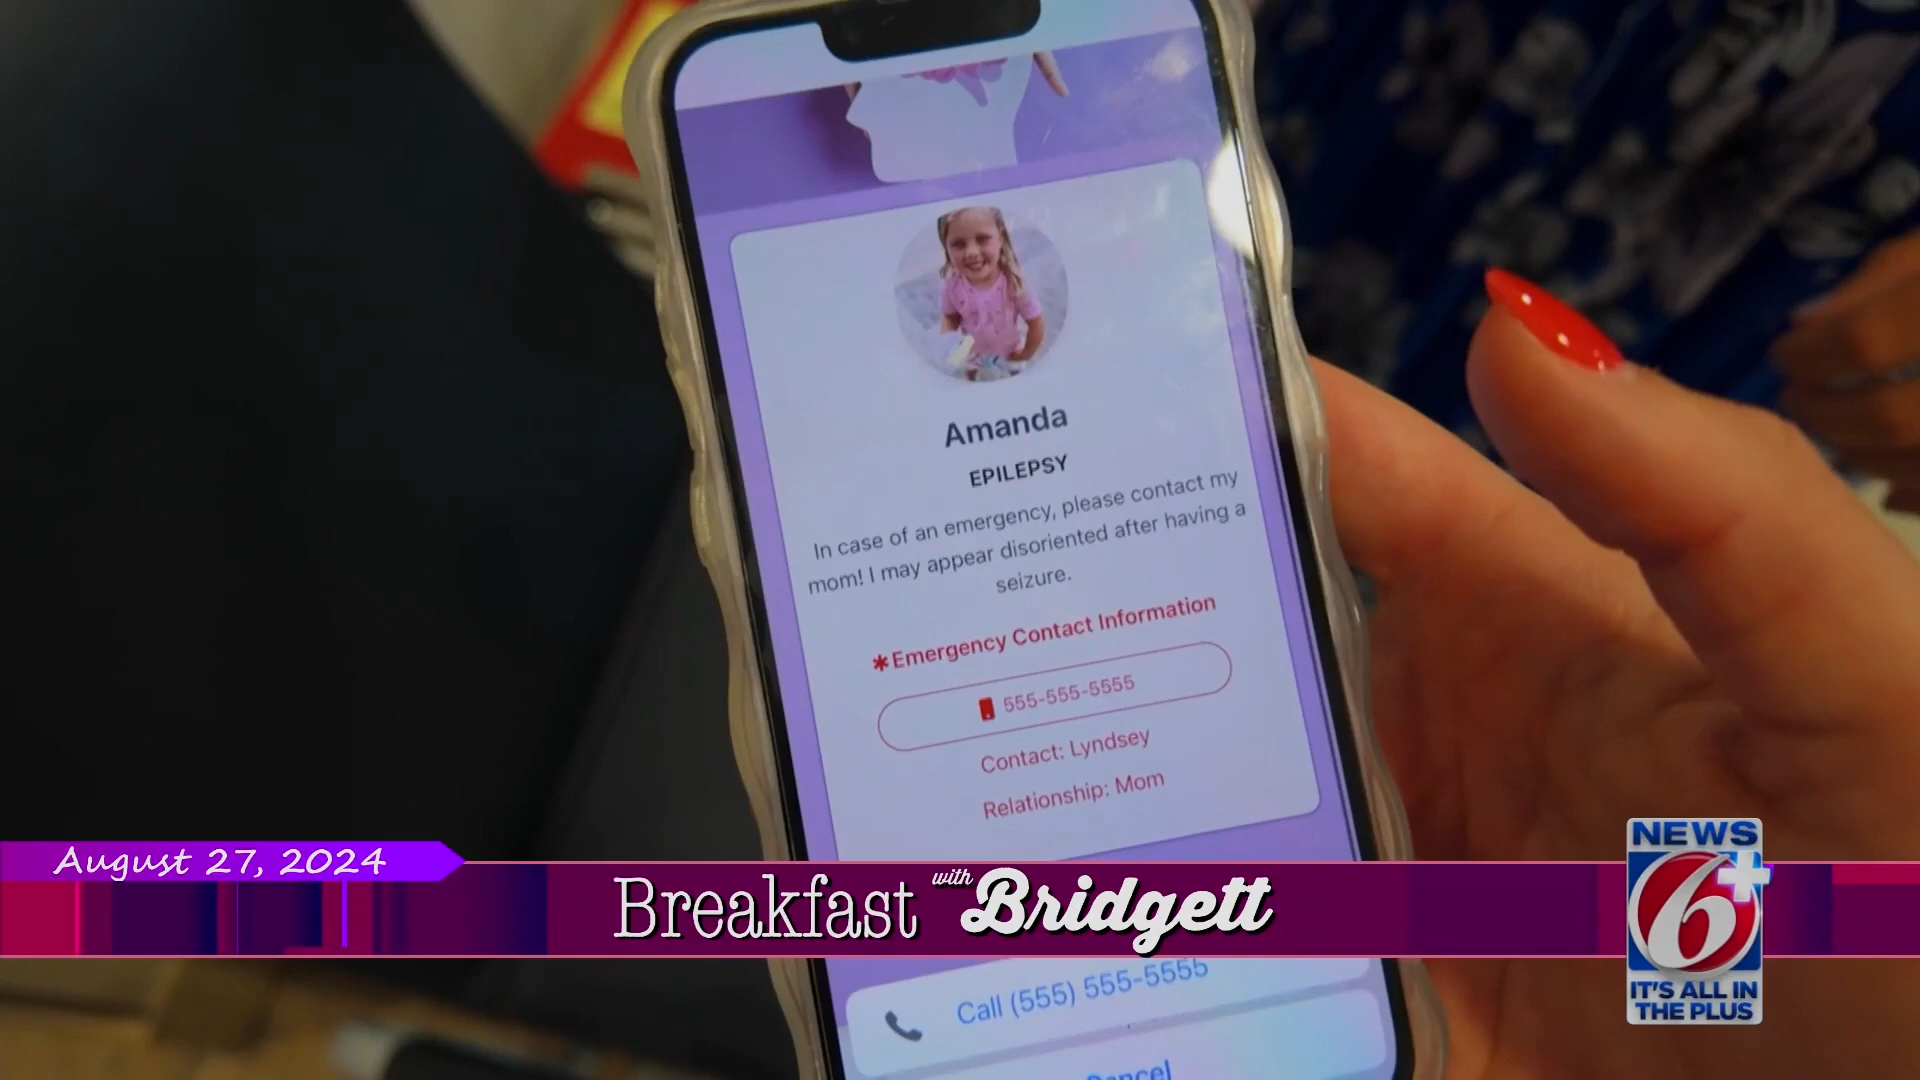 Amanda
EPILEPSY
In case of an emergency, please contact my
mom! I may appear disoriented after having a
seizure.
*Emergency Contact Information
555-555-5555
Contact: Lyndsey
Relationship: Mom
August 27, 2024
Breakfast with Bridgett
Call (555) 555-5555
Cancel
NEWS
6+
IT'S ALL IN
THE PLUS